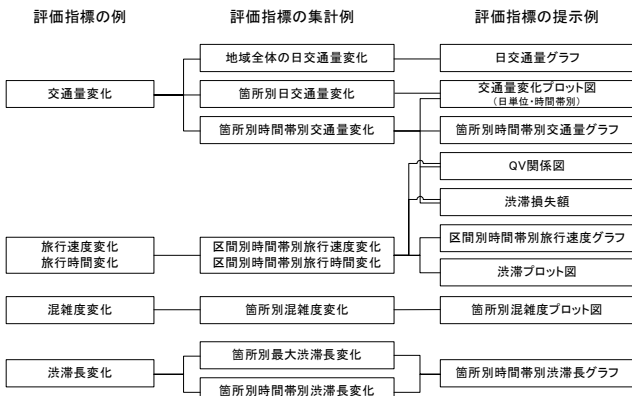 評価指標の例
評価指標の集計例
評価指標の提示例
地域全体の日交通量変化
日交通量グラフ
交通量変化
箇所別日交通量変化
交通量変化プロット図
(日単位・時間帯別)
箇所別時間帯別交通量変化
箇所別時間帯別交通量グラフ
QV関係図
渋滞損失額
旅行速度変化
旅行時間変化
区間別時間帯別旅行速度変化
区間別時間帯別旅行時間変化
区間別時間帯別旅行速度グラフ
渋滞プロット図
混雑度変化
箇所別混雑度変化
箇所別混雑度プロット図
渋滞長変化
箇所別最大渋滞長変化
箇所別時間帯別渋滞長変化
箇所別時間帯別渋滞長グラフ